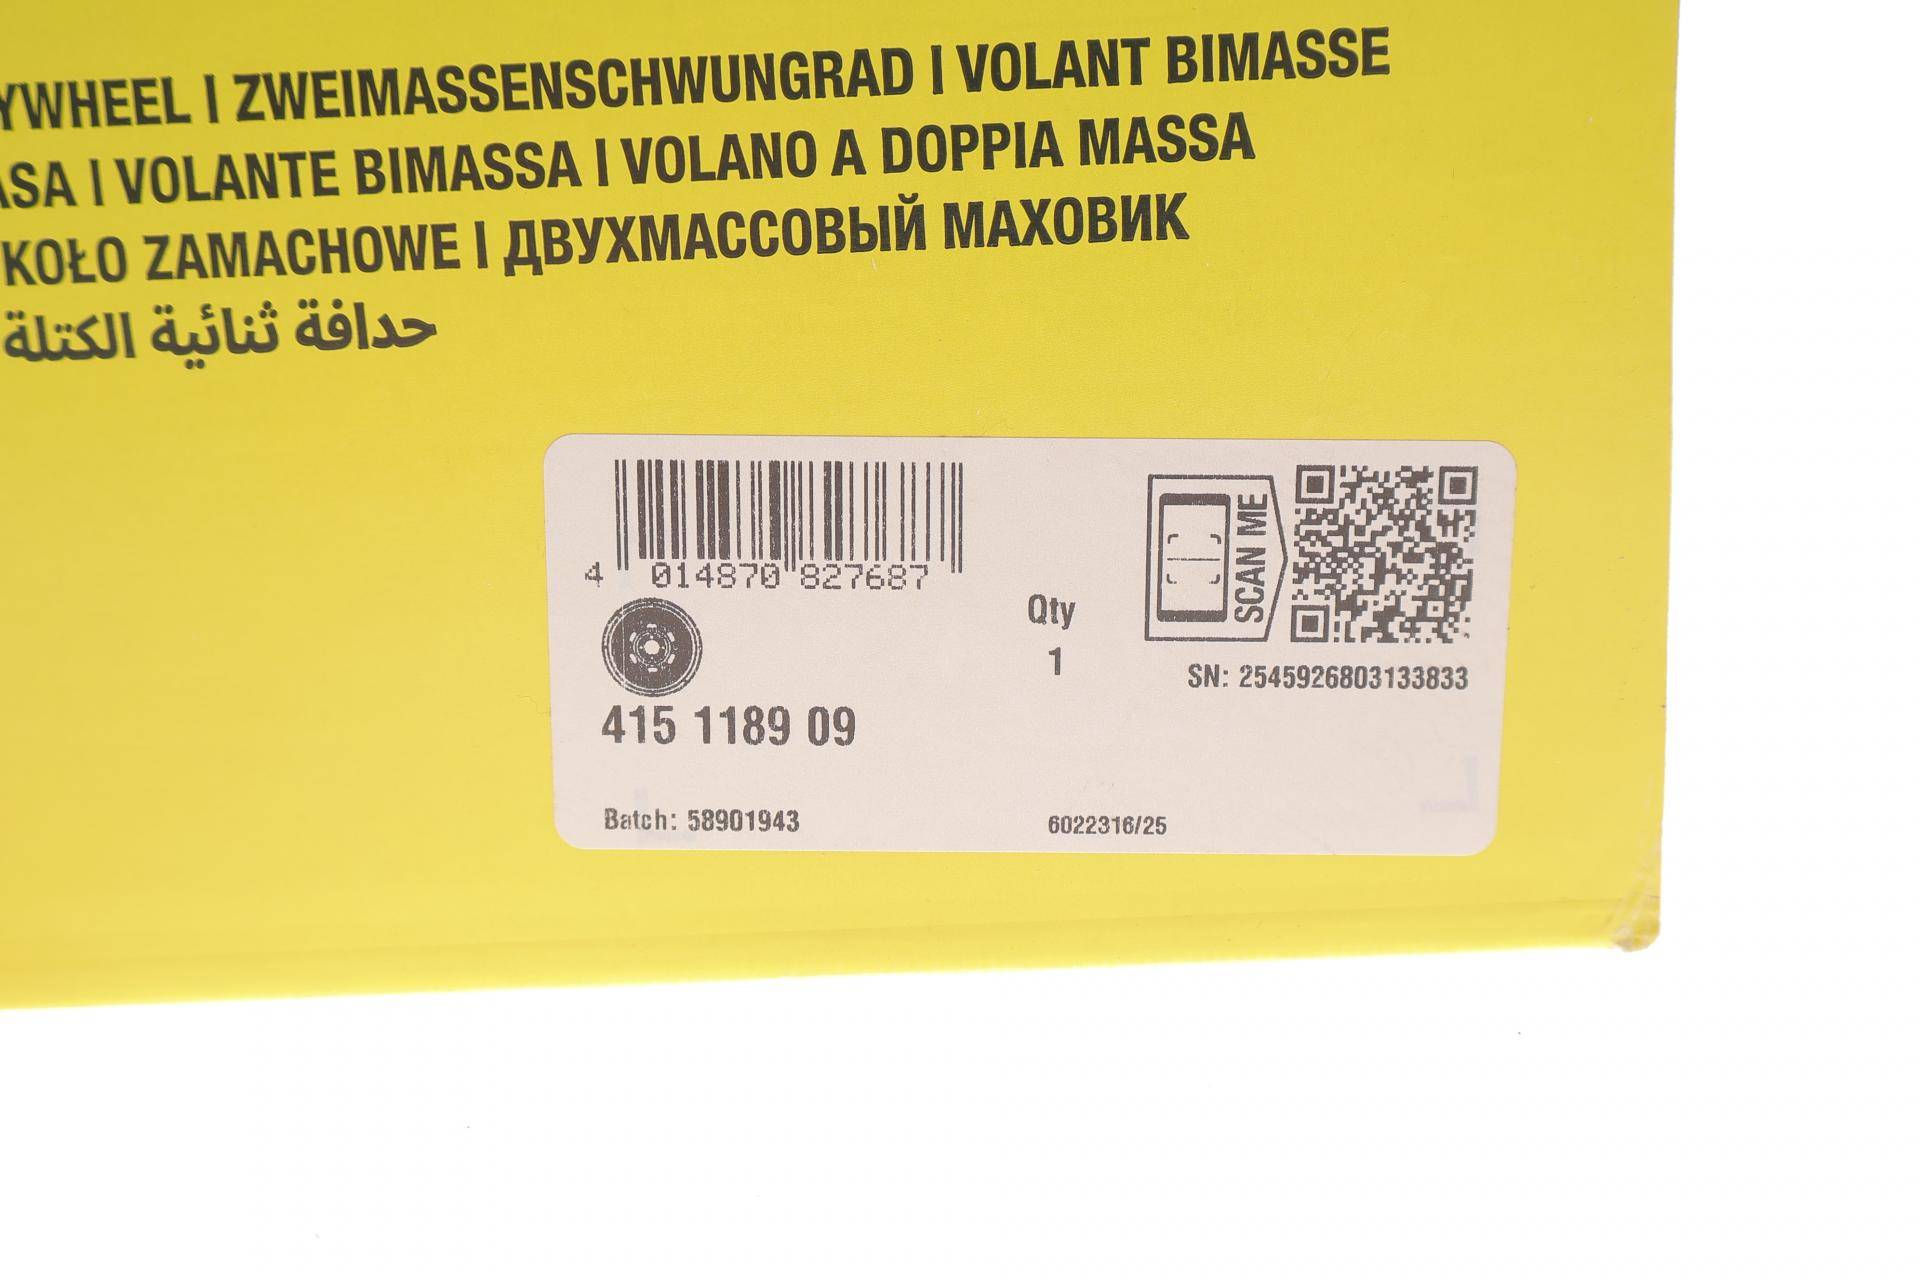 YWHEEL | ZWEIMASSENSCHWUNGRAD | VOLANT BIMASSE
ASA | VOLANTE BIMASSA | VOLANO A DOPPIA MASSA
KOŁO ZAMACHOWE | ДВУХМАССОВЫЙ МАХОВИК
حدافة ثنائية الكتلة
4 014870 827687
SCAN ME
Qty
1
SN: 2545926803133833
415 1189 09
Batch: 58901943
6022316/25